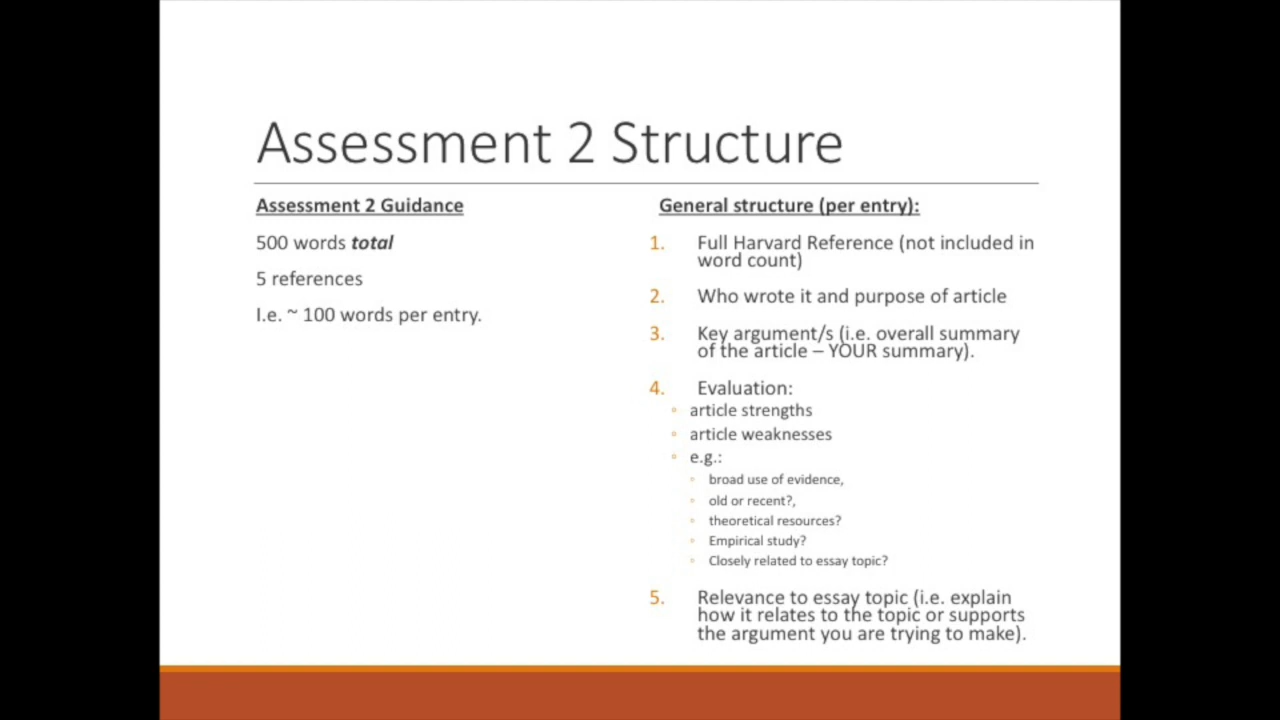 Assessment 2 Structure
Assessment 2 Guidance
500 words total
5 references
I.e. ~ 100 words per entry.
General structure (per entry):
1. Full Harvard Reference (not included in
word count)
2. Who wrote it and purpose of article
3. Key argument/s (i.e. overall summary
of the article – YOUR summary).
4. Evaluation:
◦ article strengths
◦ article weaknesses
◦ e.g.:
◦ broad use of evidence,
◦ old or recent?,
◦ theoretical resources?
◦ Empirical study?
◦ Closely related to essay topic?
5. Relevance to essay topic (i.e. explain
how it relates to the topic or supports
the argument you are trying to make).